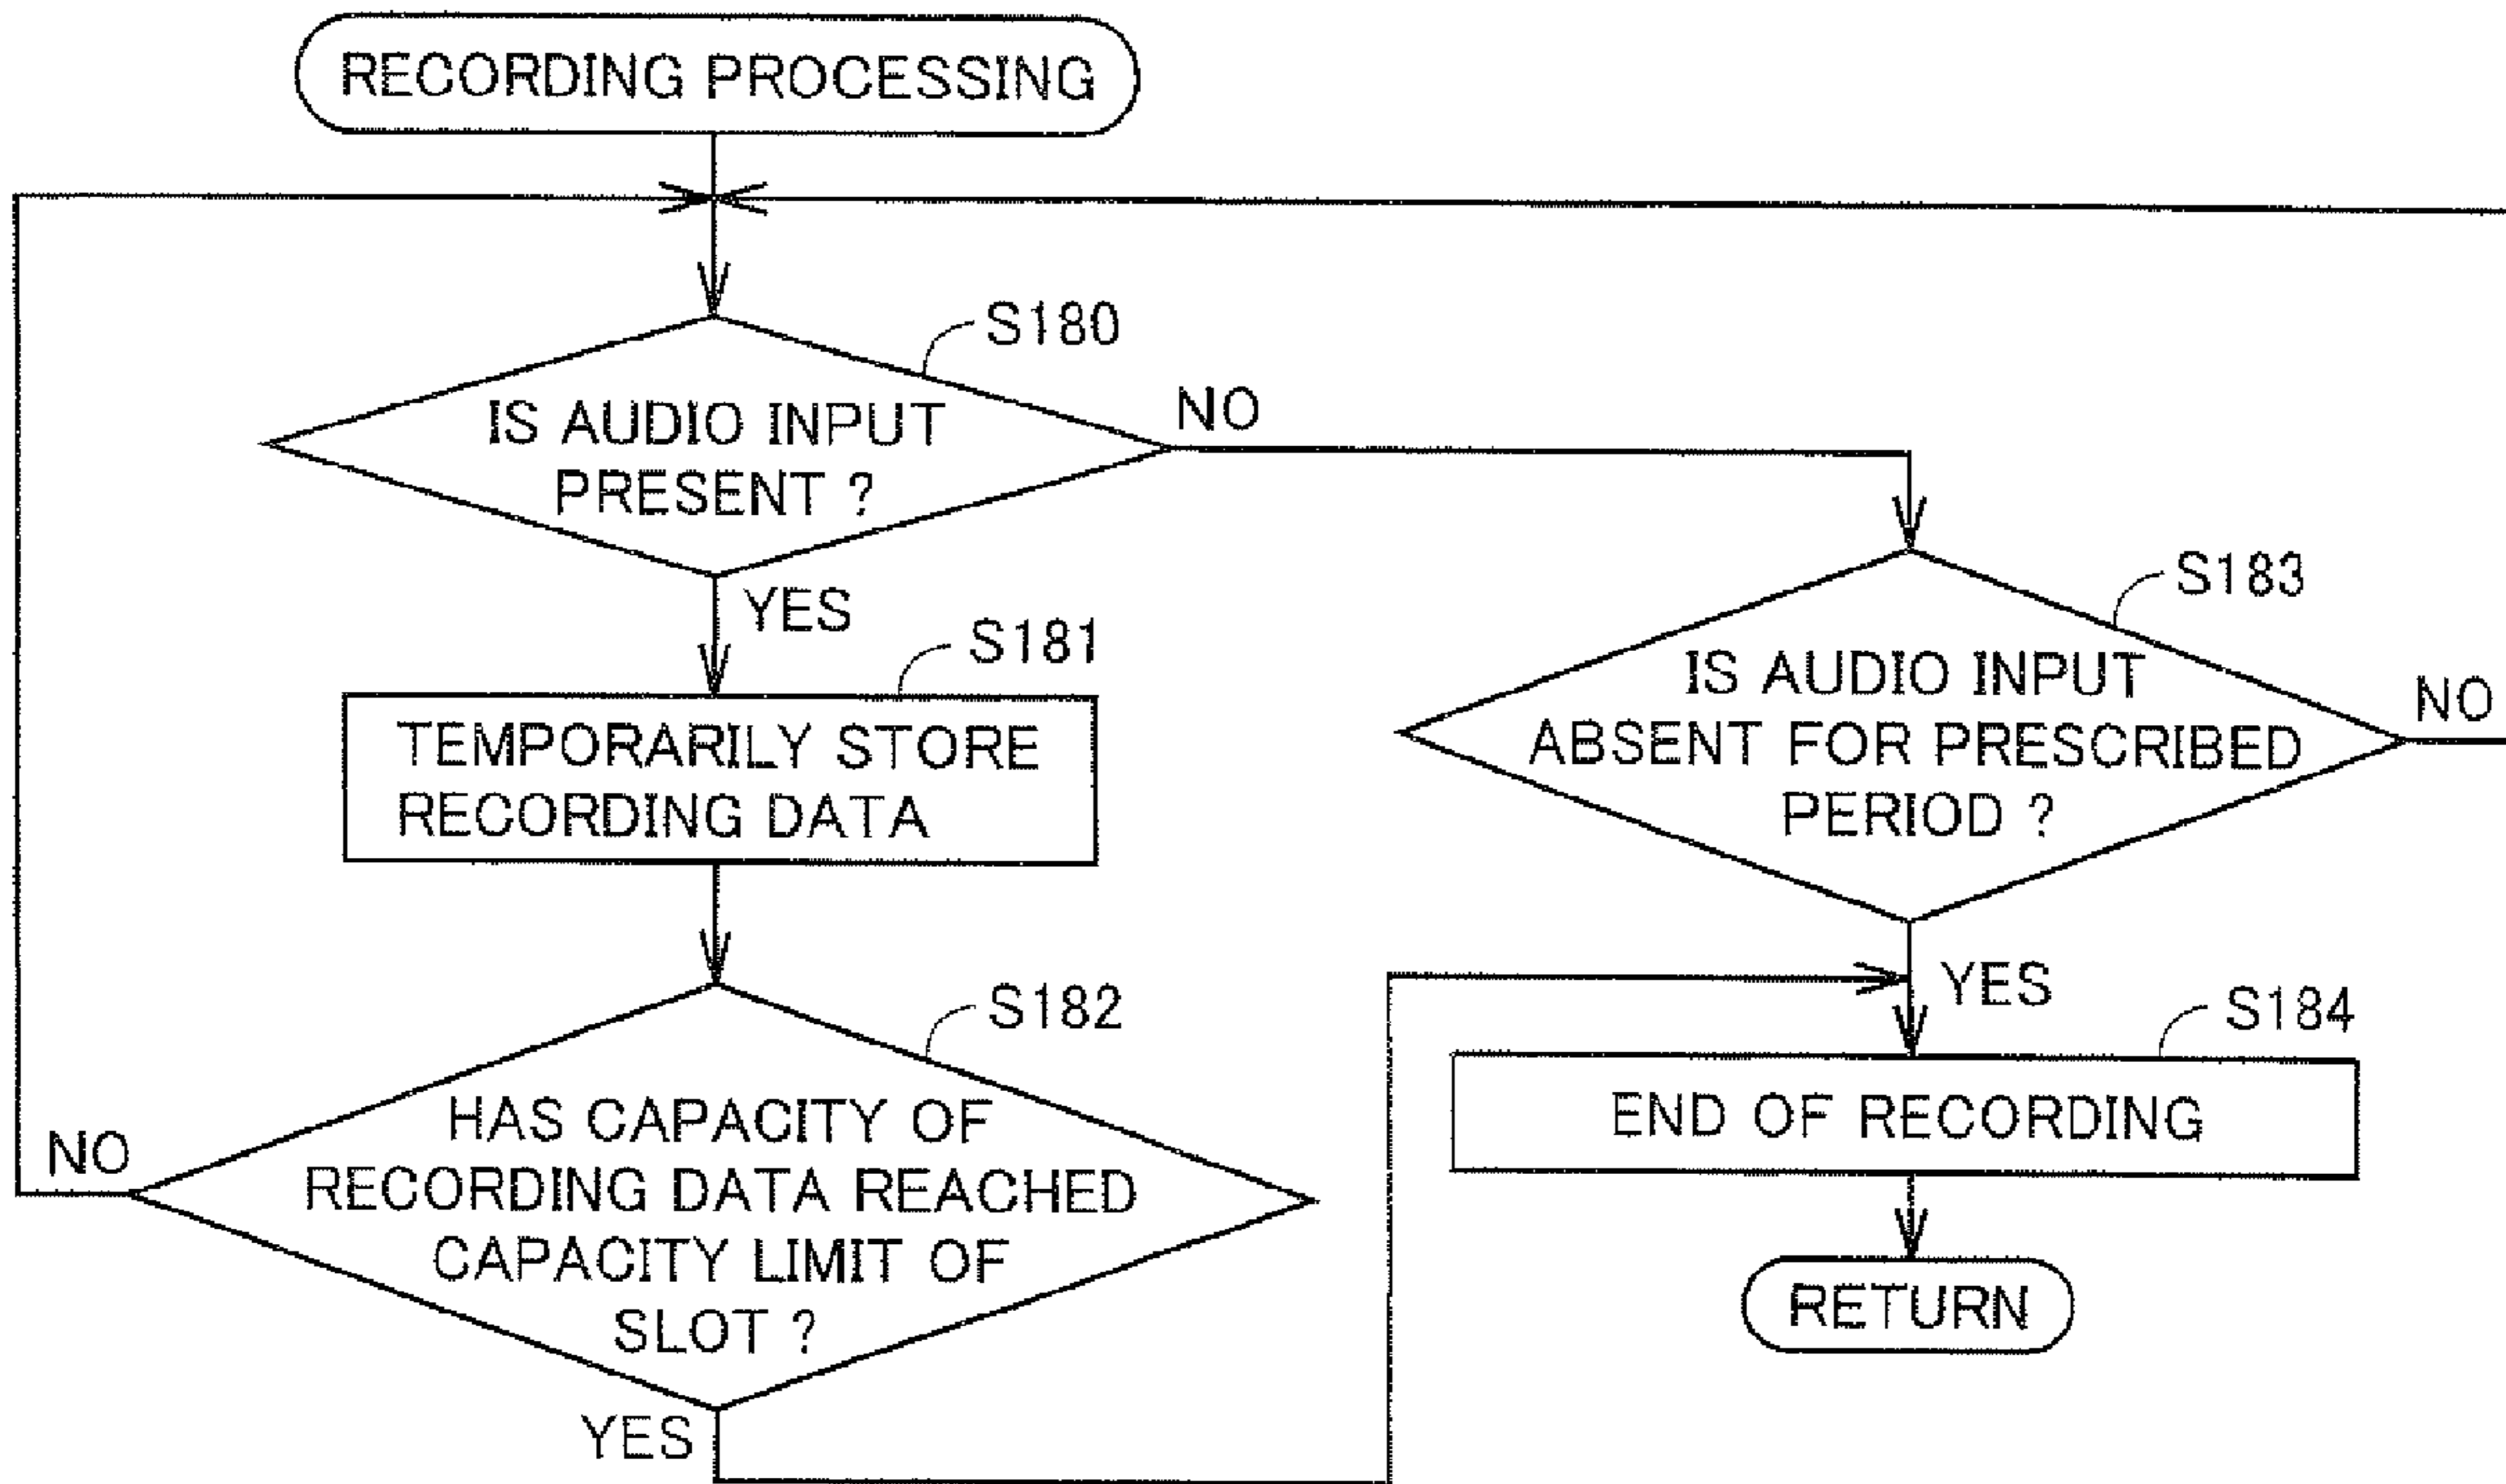 RECORDING PROCESSING
S180
IS AUDIO INPUT
PRESENT ?
NO
YES
S181
TEMPORARILY STORE
RECORDING DATA
S182
HAS CAPACITY OF
RECORDING DATA REACHED
CAPACITY LIMIT OF
SLOT ?
NO
YES
S183
IS AUDIO INPUT
ABSENT FOR PRESCRIBED
PERIOD ?
NO
YES
S184
END OF RECORDING
RETURN